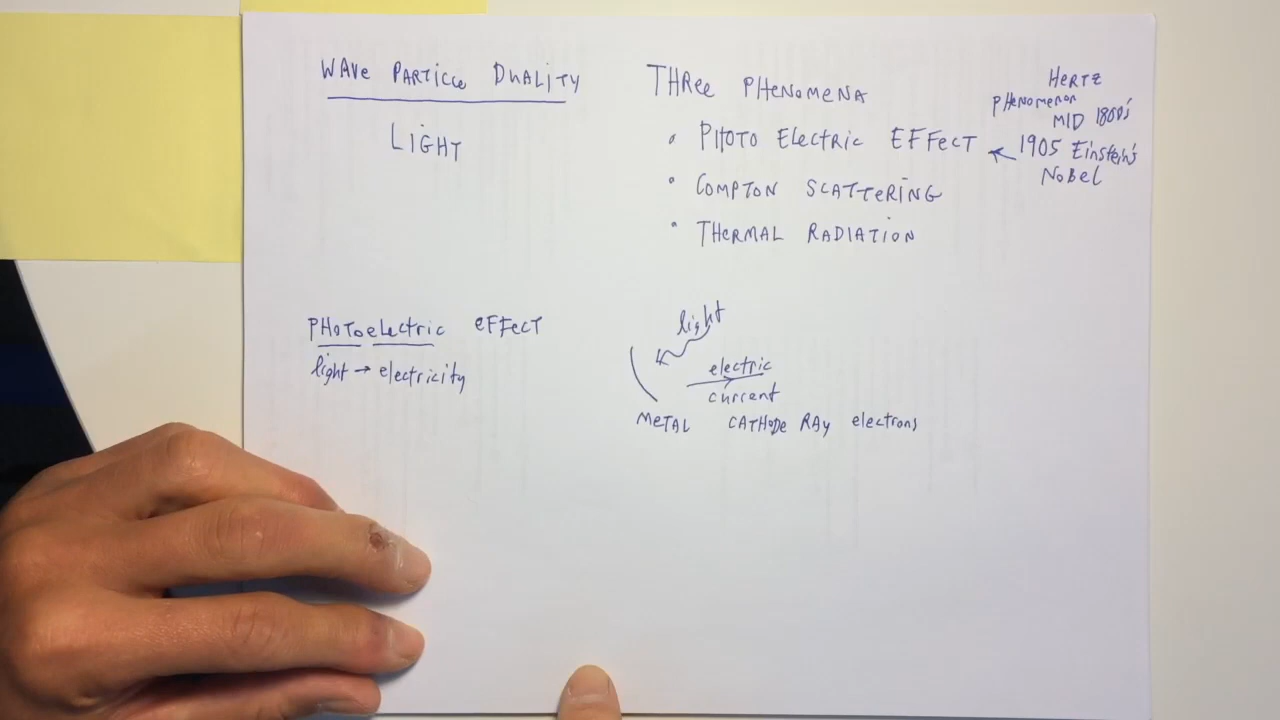 WAVE PARTICLE DUALITY
LIGHT
THREE PHENOMENA
• PHOTO ELECTRIC EFFECT
• COMPTON SCATTERING
• THERMAL RADIATION
HERTZ
PHENOMENON
MID 1800's
← 1905 Einstein's
NOBEL
PHOTOELECTRIC EFFECT
light → electricity
light
electric
current
METAL CATHODE RAY electrons